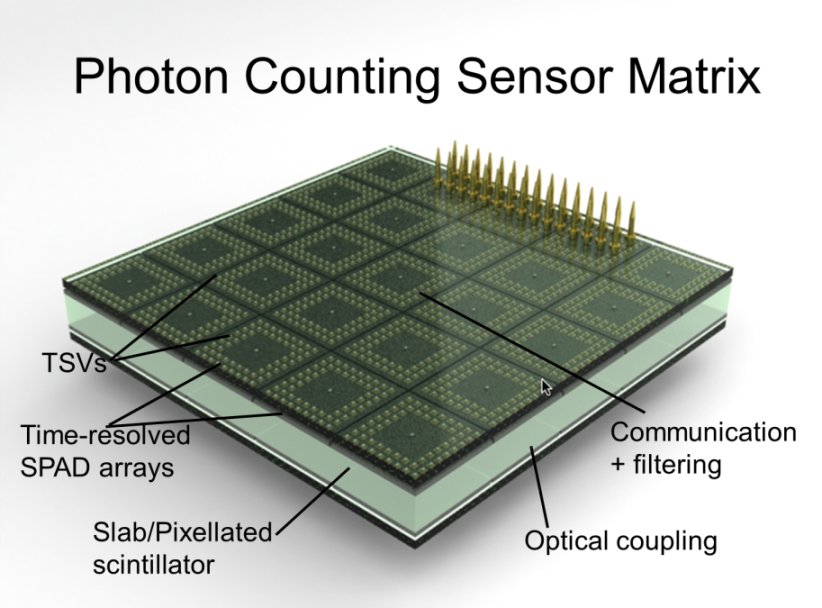 Photon Counting Sensor Matrix
TSVs
Time-resolved
SPAD arrays
Slab/Pixellated
scintillator
Communication
+ filtering
Optical coupling